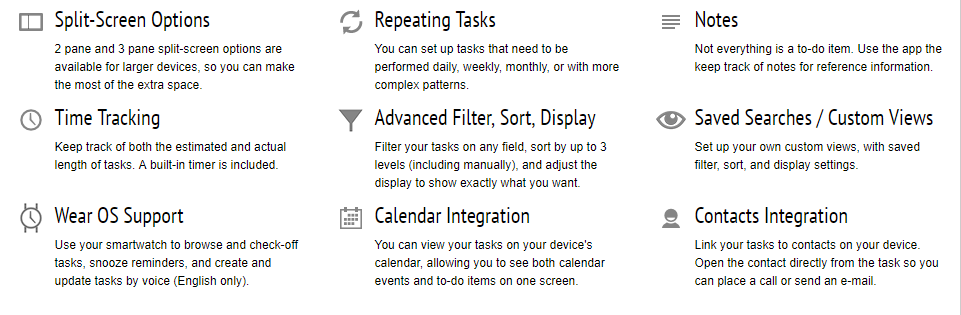 Split-Screen Options
2 pane and 3 pane split-screen options are
available for larger devices, so you can make
the most of the extra space.
Repeating Tasks
You can set up tasks that need to be
performed daily, weekly, monthly, or with more
complex patterns.
Notes
Not everything is a to-do item. Use the app the
keep track of notes for reference information.
Time Tracking
Keep track of both the estimated and actual
length of tasks. A built-in timer is included.
Advanced Filter, Sort, Display
Filter your tasks on any field, sort by up to 3
levels (including manually), and adjust the
display to show exactly what you want.
Saved Searches / Custom Views
Set up your own custom views, with saved
filter, sort, and display settings.
Wear OS Support
Use your smartwatch to browse and check-off
tasks, snooze reminders, and create and
update tasks by voice (English only).
Calendar Integration
You can view your tasks on your device's
calendar, allowing you to see both calendar
events and to-do items on one screen.
Contacts Integration
Link your tasks to contacts on your device.
Open the contact directly from the task so you
can place a call or send an e-mail.